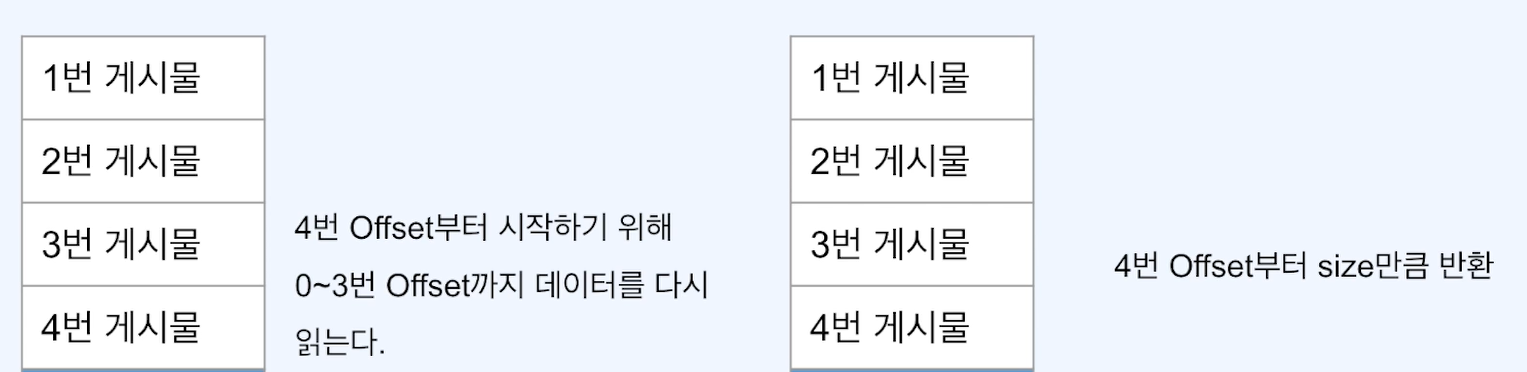 1번 게시물
2번 게시물
3번 게시물
4번 게시물
4번 Offset부터 시작하기 위해
0~3번 Offset까지 데이터를 다시
읽는다.
1번 게시물
2번 게시물
3번 게시물
4번 게시물
4번 Offset부터 size만큼 반환